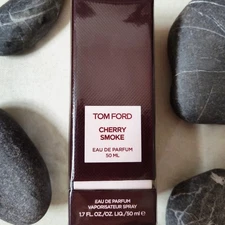 TOM FORD
CHERRY
SMOKE
EAU DE PARFUM
50 ML
EAU DE PARFUM
VAPORISATEUR SPRAY
1.7 FL. OZ./OZ. LIQ./50 ml ℮